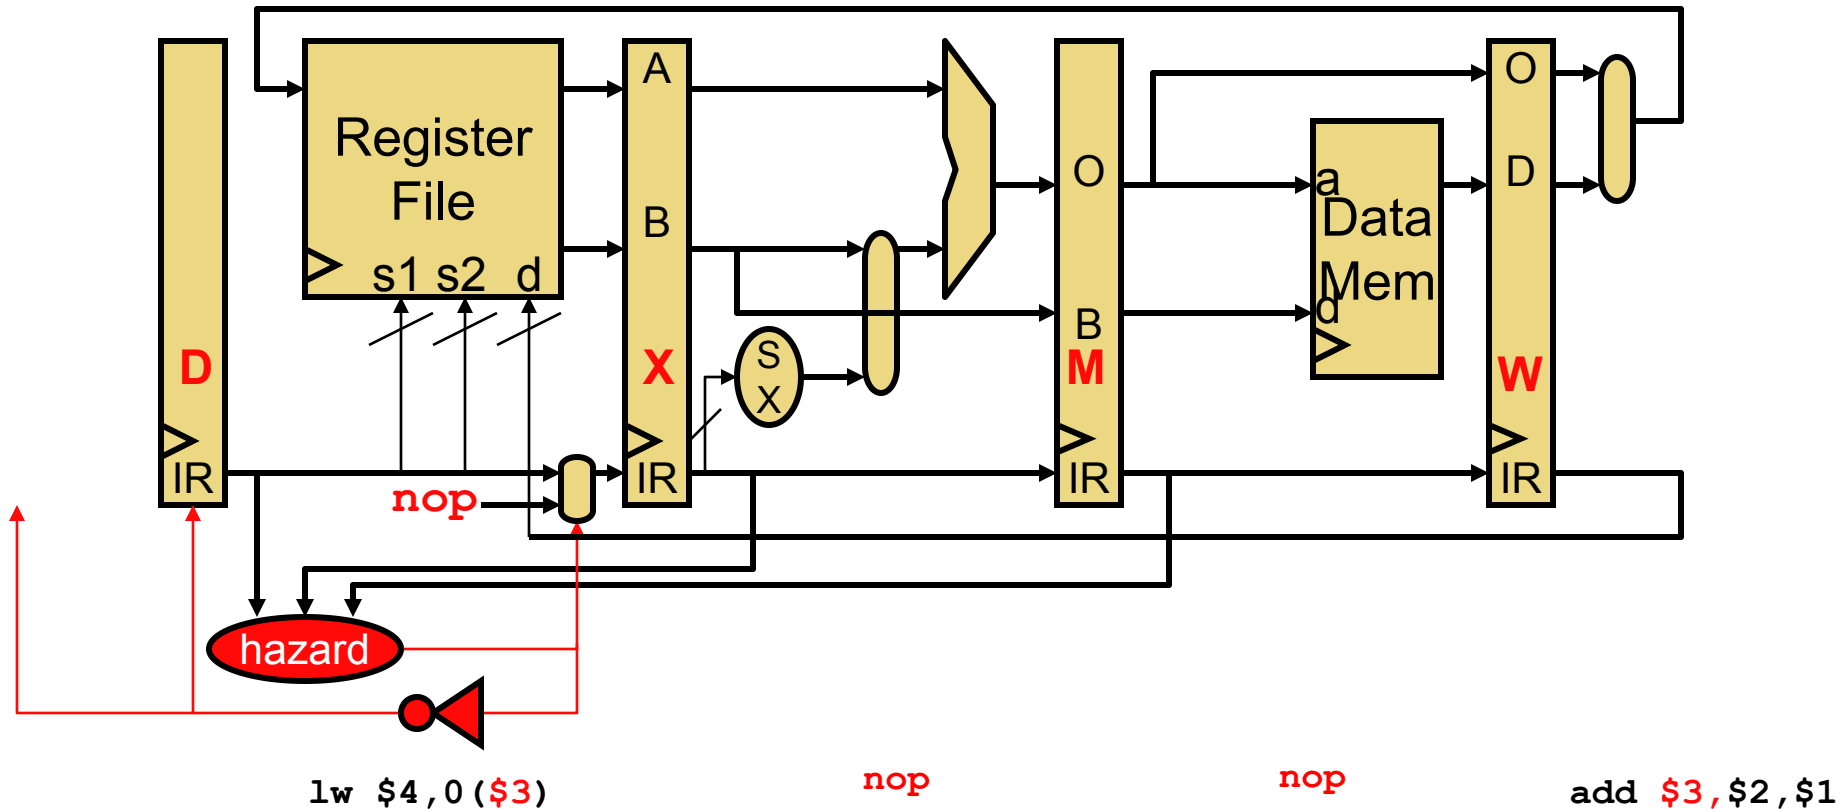 Register
File
s1 s2 d
D
IR
nop
A
B
X
IR
S
X
O
B
M
IR
a
Data
Mem
d
O
D
W
IR
hazard
lw $4,0($3)
nop
nop
add $3,$2,$1